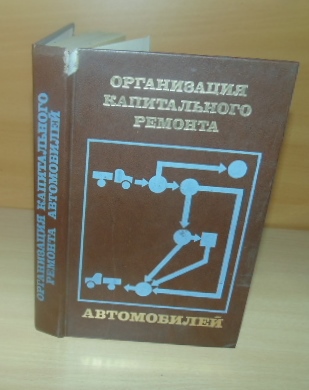 ОРГАНИЗАЦИЯ
КАПИТАЛЬНОГО
РЕМОНТА
АВТОМОБИЛЕЙ
ОРГАНИЗАЦИЯ КАПИТАЛЬНОГО
РЕМОНТА АВТОМОБИЛЕЙ